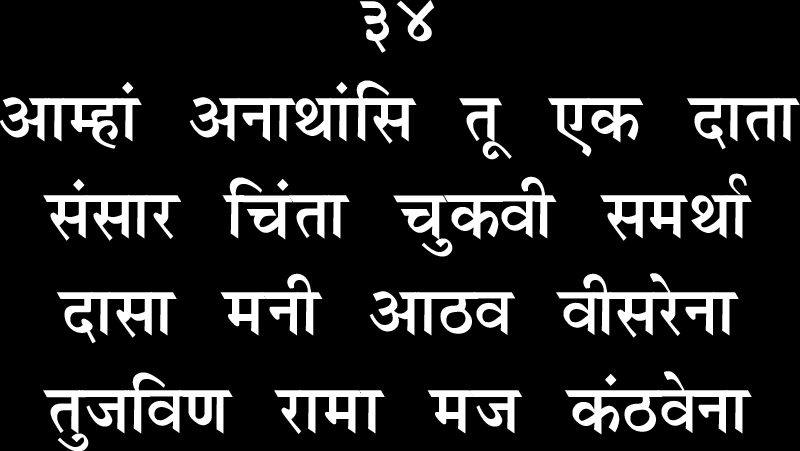 ३४
आम्हां अनाथांसि तू एक दाता
संसार चिंता चुकवी समर्था
दासा मनी आठव वीसरेना
तुजविण रामा मज कंठवेना